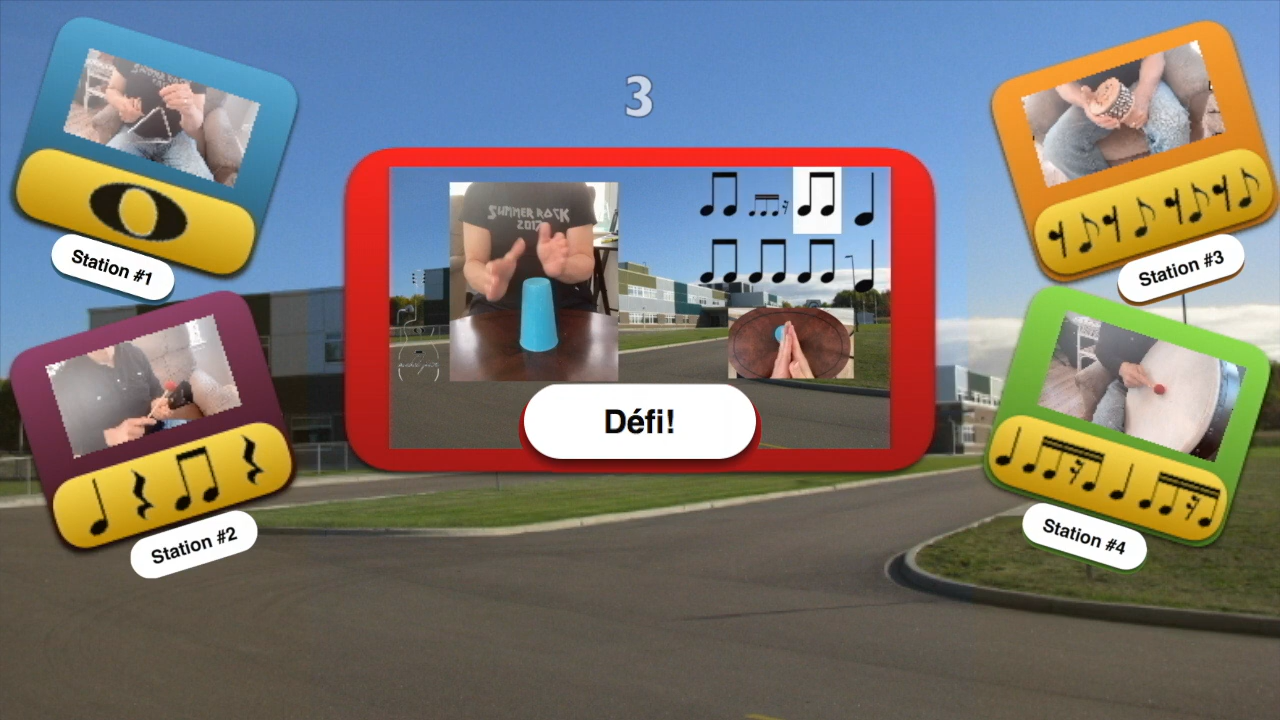 3
SUMMER ROCK
2017
Défi!
Station #1
Station #2
Station #3
Station #4